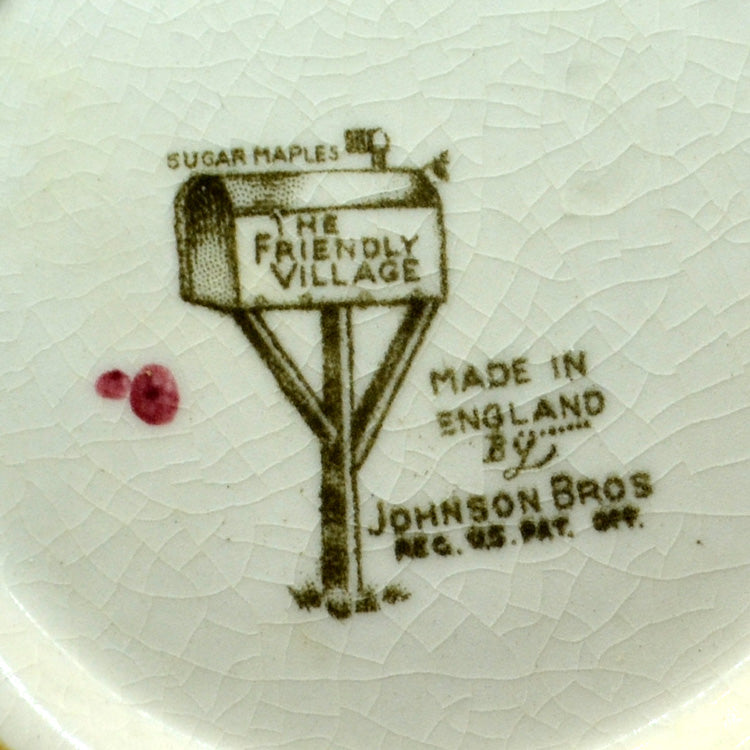 SUGAR MAPLES
THE
FRIENDLY
VILLAGE
MADE IN
ENGLAND
BY
JOHNSON BROS
REG. US. PAT. OFF.